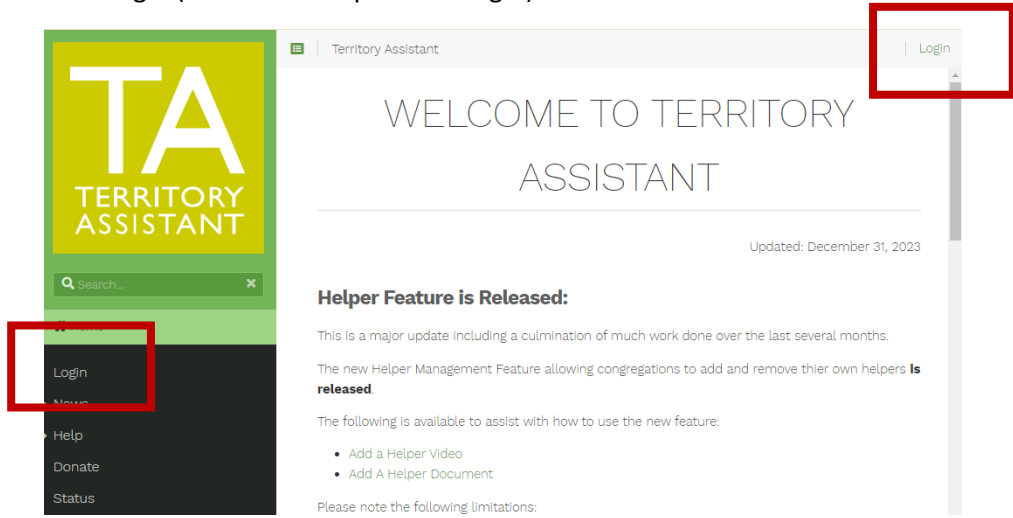 TA
TERRITORY
ASSISTANT
Search...
Login
News
Help
Donate
Status
Territory Assistant
Login
WELCOME TO TERRITORY
ASSISTANT
Updated: December 31, 2023
Helper Feature is Released:
This is a major update including a culmination of much work done over the last several months.
The new Helper Management Feature allowing congregations to add and remove thier own helpers is
released.
The following is available to assist with how to use the new feature:
Add a Helper Video
Add A Helper Document
Please note the following limitations: